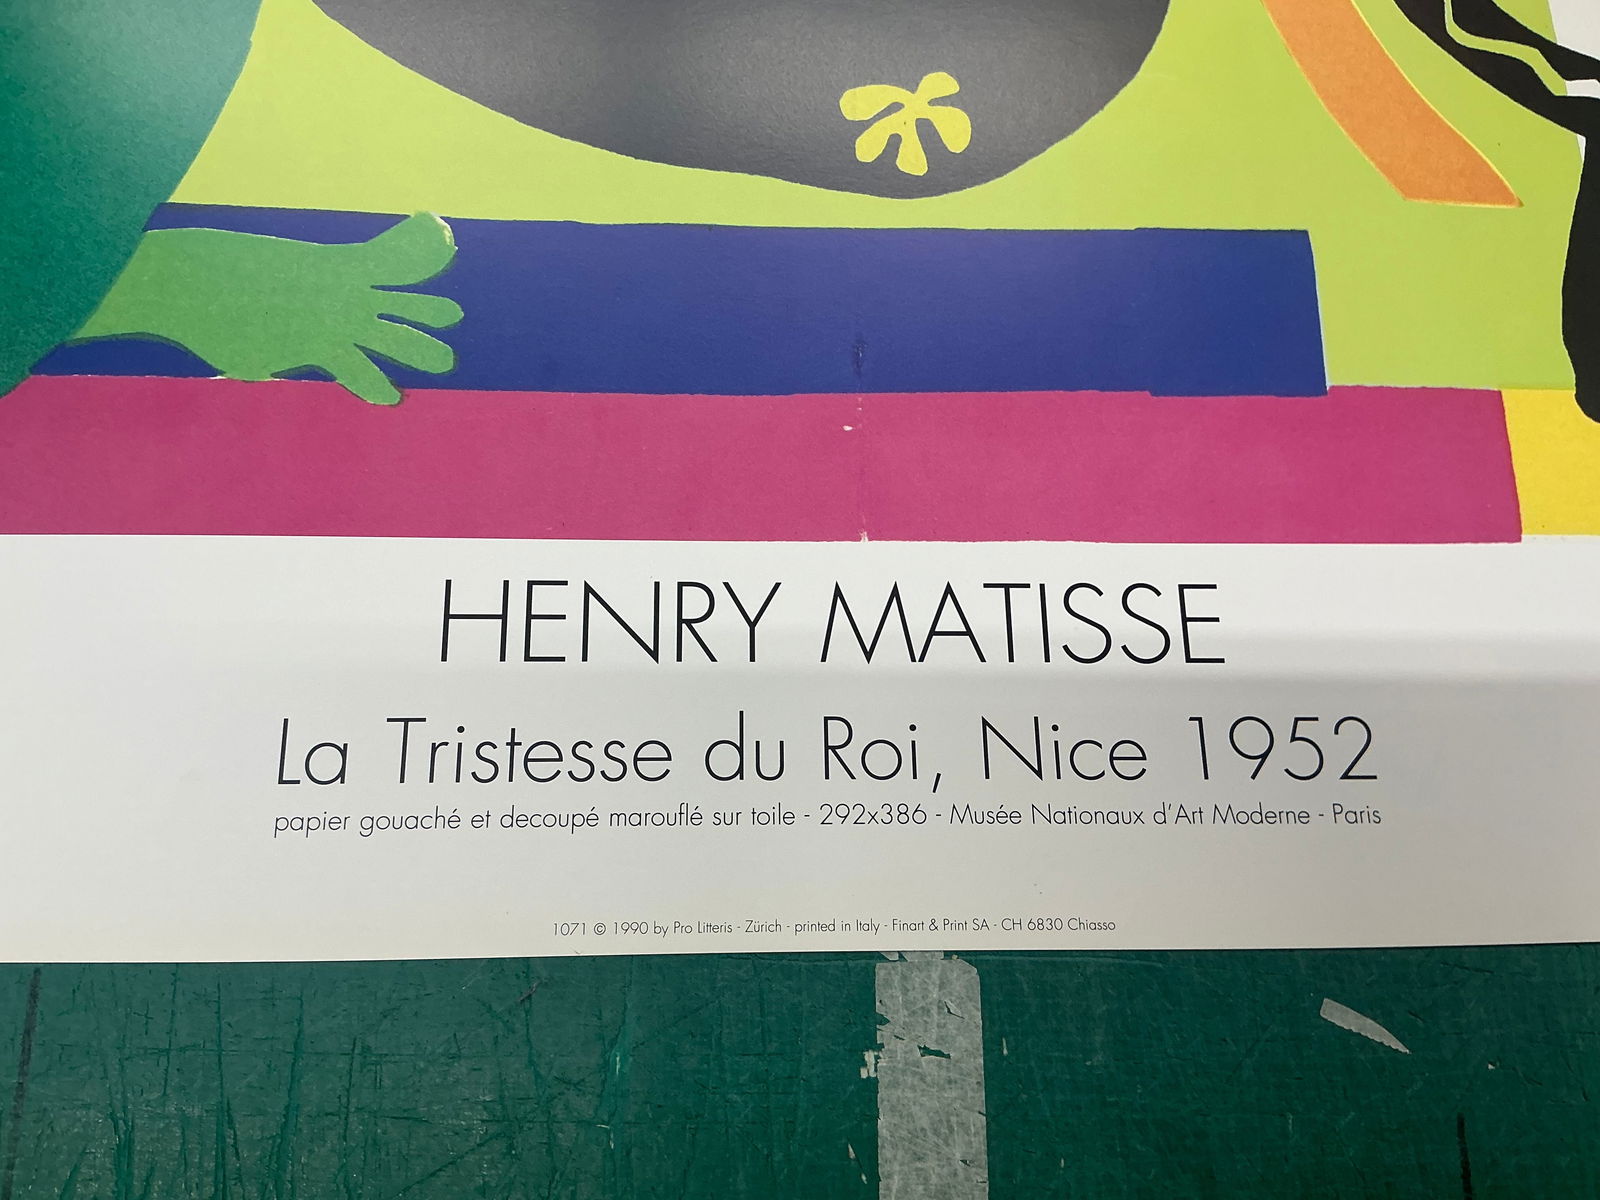 HENRY MATISSE
La Tristesse du Roi, Nice 1952
papier gouaché et decoupé marouflé sur toile - 292x386 - Musée Nationaux d'Art Moderne - Paris
1071 © 1990 by Pro Litteris - Zürich - printed in Italy - Finart & Print SA - CH 6830 Chiasso